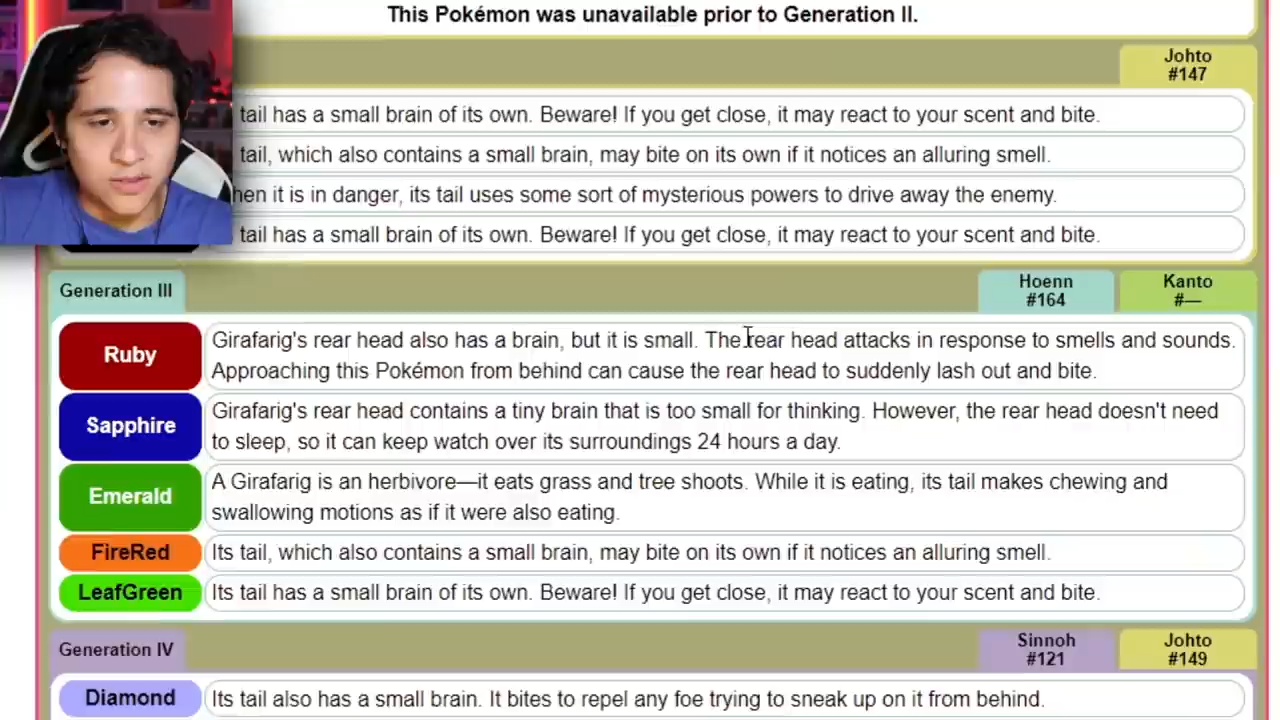 This Pokémon was unavailable prior to Generation II.
Johto
#147
tail has a small brain of its own. Beware! If you get close, it may react to your scent and bite.
tail, which also contains a small brain, may bite on its own if it notices an alluring smell.
hen it is in danger, its tail uses some sort of mysterious powers to drive away the enemy.
tail has a small brain of its own. Beware! If you get close, it may react to your scent and bite.
Generation III
Hoenn
#164
Kanto
#—
Ruby
Girafarig's rear head also has a brain, but it is small. The rear head attacks in response to smells and sounds.
Approaching this Pokémon from behind can cause the rear head to suddenly lash out and bite.
Sapphire
Girafarig's rear head contains a tiny brain that is too small for thinking. However, the rear head doesn't need
to sleep, so it can keep watch over its surroundings 24 hours a day.
Emerald
A Girafarig is an herbivore—it eats grass and tree shoots. While it is eating, its tail makes chewing and
swallowing motions as if it were also eating.
FireRed
Its tail, which also contains a small brain, may bite on its own if it notices an alluring smell.
LeafGreen
Its tail has a small brain of its own. Beware! If you get close, it may react to your scent and bite.
Generation IV
Sinnoh
#121
Johto
#149
Diamond
Its tail also has a small brain. It bites to repel any foe trying to sneak up on it from behind.